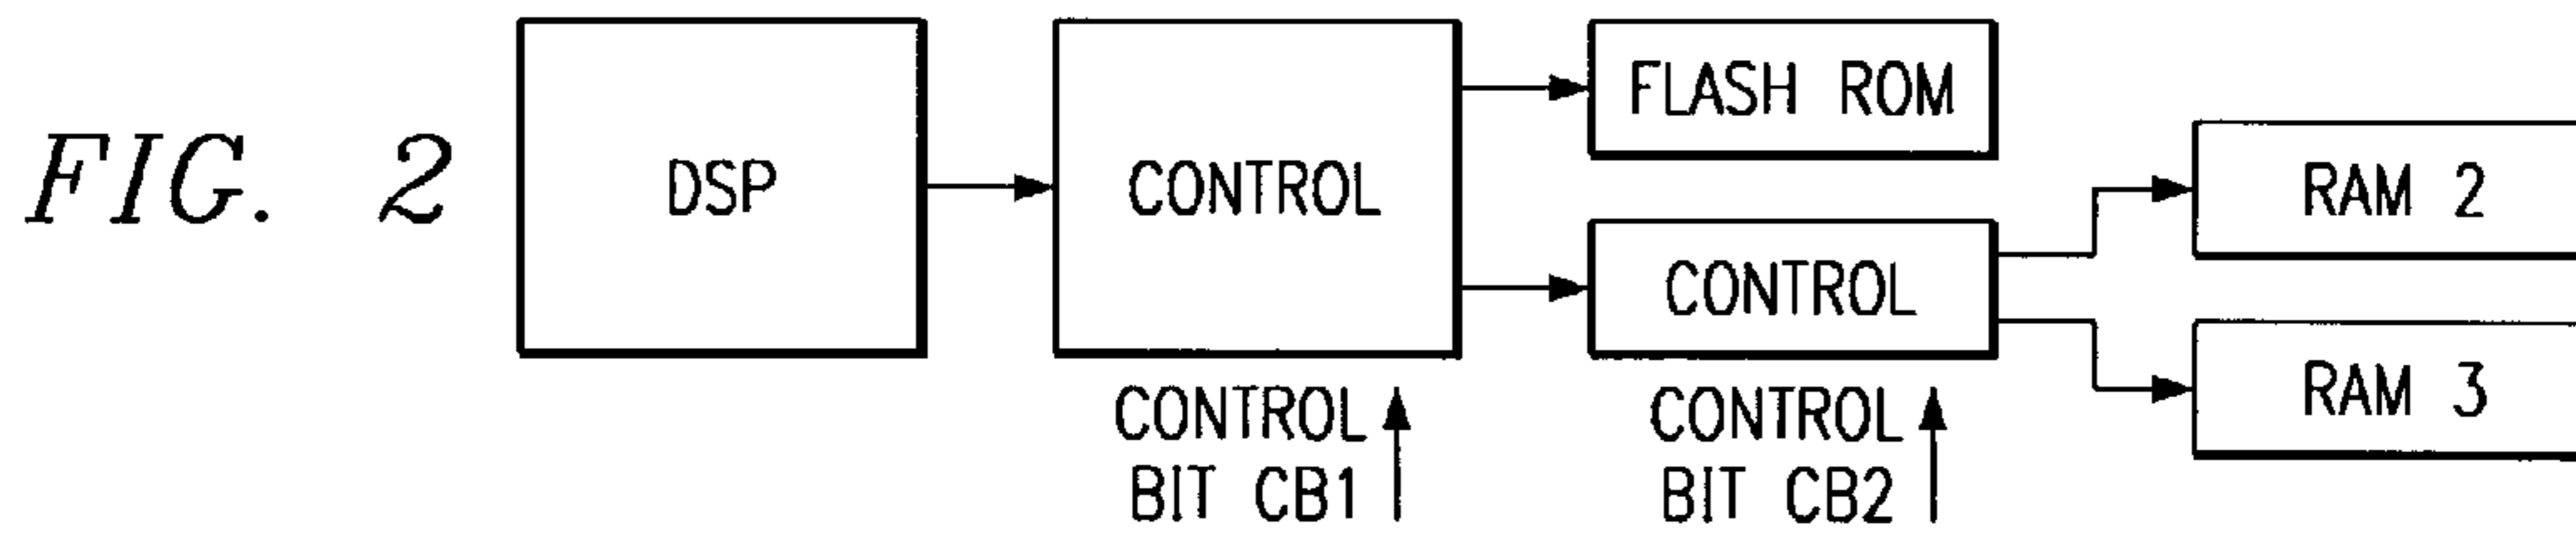 FIG. 2
DSP
CONTROL
FLASH ROM
CONTROL
RAM 2
RAM 3
CONTROL
BIT CB1
CONTROL
BIT CB2